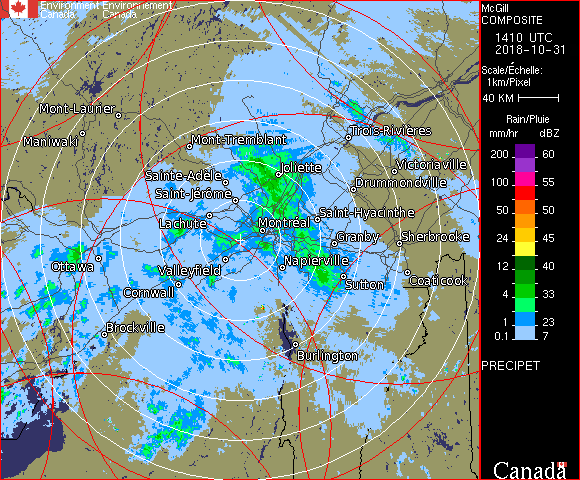 Environment Environnement
Canada Canada
McGill
COMPOSITE
1410 UTC
2018-10-31
Scale/Échelle:
1km/Pixel
40 KM
Rain/Pluie
mm/hr dBZ
200 60
55
100 55
50 50
50 45
24 45
12 40
4 33
1 23
0.1 7
PRECIPET
Canada
Mont-Laurier
Maniwaki
Mont-Tremblant
Trois-Rivières
Joliette
Victoriaville
Sainte-Adèle
Drummondville
Saint-Jérôme
Saint-Hyacinthe
Lachute
Montréal
Granby
Sherbrooke
Ottawa
Valleyfield
Napierville
Coaticook
Cornwall
Sutton
Brockville
Burlington